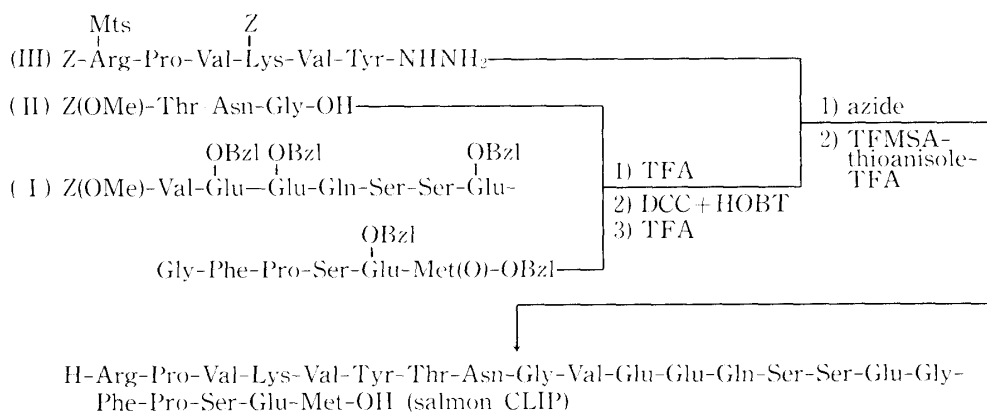 Mts Z
(III) Z-Arg-Pro-Val-Lys-Val-Tyr-NHNH₂
(II) Z(OMe)-Thr-Asn-Gly-OH
1) azide
2) TFMSA-
thioanisole-
TFA
OBzl OBzl OBzl
(I) Z(OMe)-Val-Glu-Glu-Gln-Ser-Ser-Glu-
1) TFA
2) DCC+HOBT
3) TFA
OBzl
Gly-Phe-Pro-Ser-Glu-Met(O)-OBzl
H-Arg-Pro-Val-Lys-Val-Tyr-Thr-Asn-Gly-Val-Glu-Glu-Gln-Ser-Ser-Glu-Gly-
Phe-Pro-Ser-Glu-Met-OH (salmon CLIP)